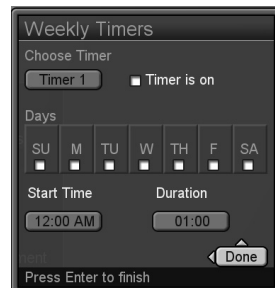 Weekly Timers
Choose Timer
Timer 1 Timer is on
Days
SU M TU W TH F SA
Start Time Duration
12:00 AM 01:00
Done
Press Enter to finish